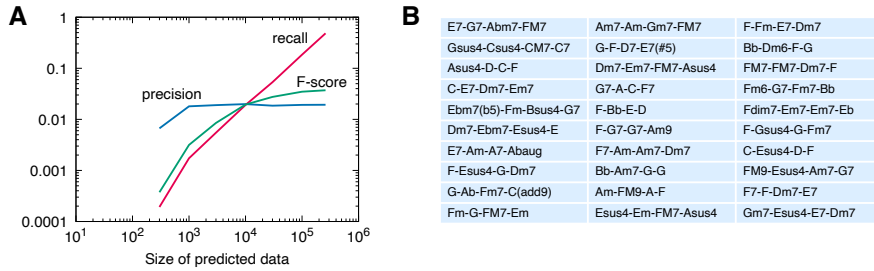 A
1
0.1
0.01
0.001
0.0001
recall
F-score
precision
10^1 10^2 10^3 10^4 10^5 10^6
Size of predicted data
B
E7-G7-Abm7-FM7 Am7-Am-Gm7-FM7 F-Fm-E7-Dm7
Gsus4-Csus4-CM7-C7 G-F-D7-E7(#5) Bb-Dm6-F-G
Asus4-D-C-F Dm7-Em7-FM7-Asus4 FM7-FM7-Dm7-F
C-E7-Dm7-Em7 G7-A-C-F7 Fm6-G7-Fm7-Bb
Ebm7(b5)-Fm-Bsus4-G7 F-Bb-E-D Fdim7-Em7-Em7-Eb
Dm7-Ebm7-Esus4-E F-G7-G7-Am9 F-Gsus4-G-Fm7
E7-Am-A7-Abaug F7-Am-Am7-Dm7 C-Esus4-D-F
F-Esus4-G-Dm7 Bb-Am7-G-G FM9-Esus4-Am7-G7
G-Ab-Fm7-C(add9) Am-FM9-A-F F7-F-Dm7-E7
Fm-G-FM7-Em Esus4-Em-FM7-Asus4 Gm7-Esus4-E7-Dm7